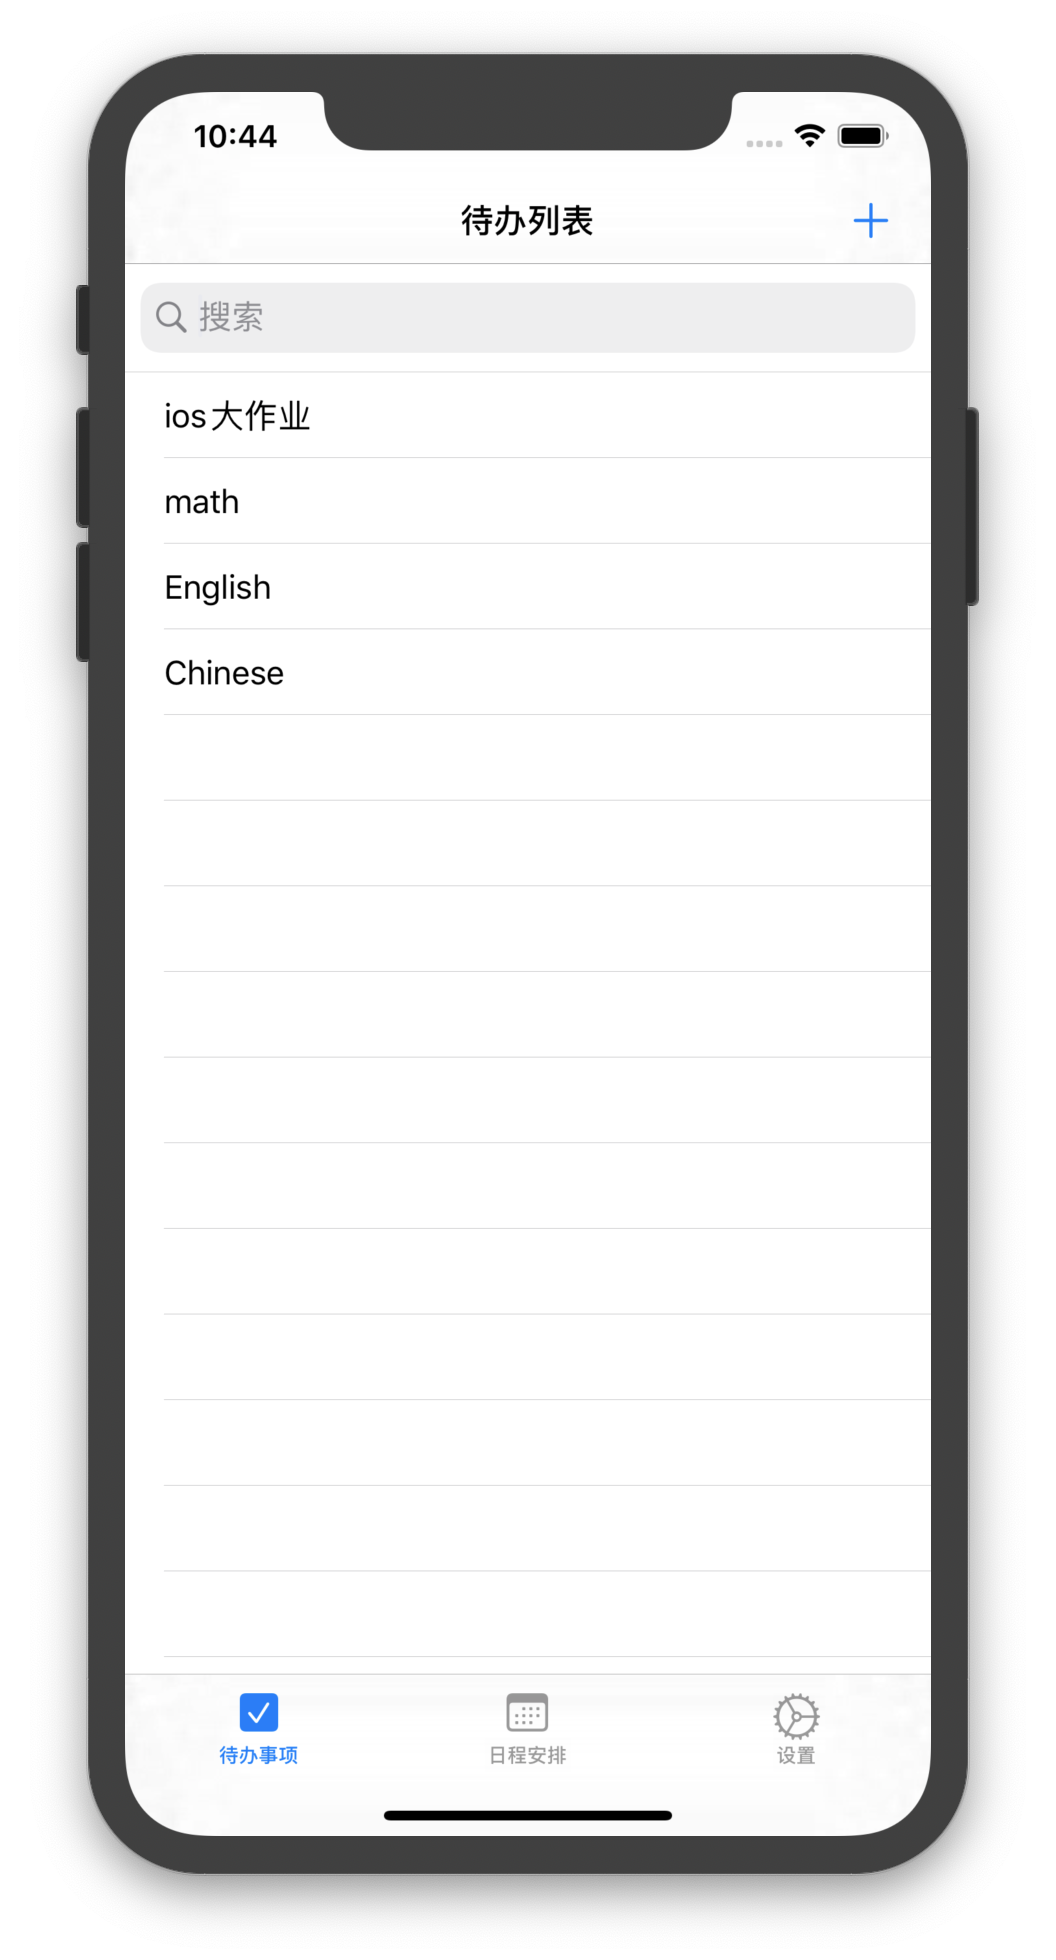 10:44
待办列表
搜索
ios大作业
math
English
Chinese
待办事项
日程安排
设置